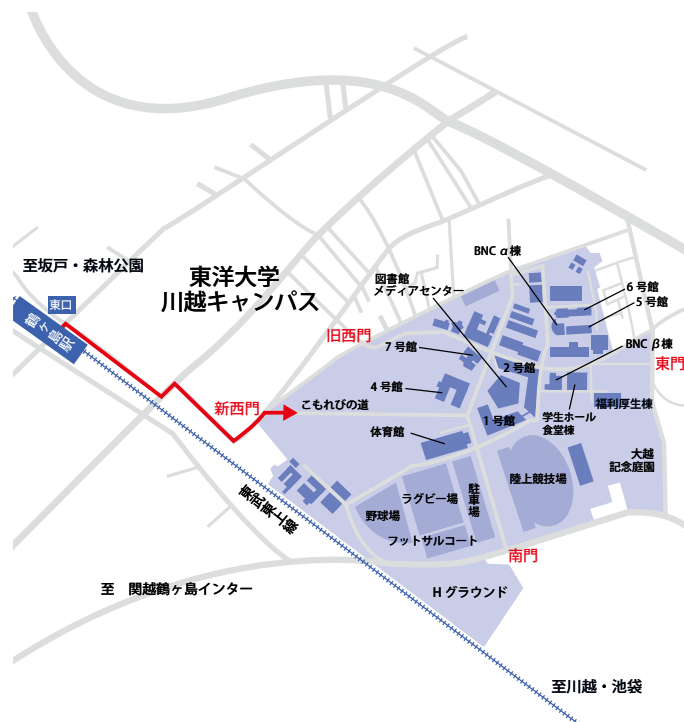 至坂戸・森林公園
東洋大学
川越キャンパス
東口
鶴ヶ島駅
BNC α棟
図書館
メディアセンター
6 号館
5 号館
旧西門
7 号館
BNC β棟
2 号館
東門
4 号館
新西門
こもれびの道
福利厚生棟
学生ホール
食堂棟
1 号館
体育館
大越
記念庭園
陸上競技場
駐車場
ラグビー場
東武東上線
野球場
フットサルコート
南門
至 関越鶴ヶ島インター
H グラウンド
至川越・池袋